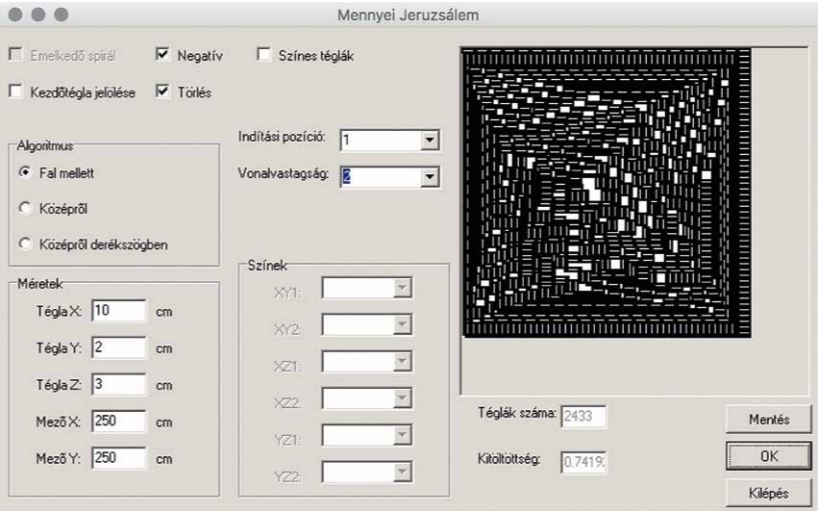 Mennyei Jeruzsálem
Emelkedő spirál
Negatív
Színes téglák
Kezdőtégla jelölése
Törlés
Algoritmus
Fal mellett
Középről
Középről derékszögben
Indítási pozíció: 1
Vonalvastagság: 2
Méretek
Tégla X: 10 cm
Tégla Y: 2 cm
Tégla Z: 3 cm
Mező X: 250 cm
Mező Y: 250 cm
Színek
XY1:
XY2:
XZ1:
XZ2:
YZ1:
YZ2:
Téglák száma: 2433
Kitöltöttség: 0.7419
Mentés
OK
Kilépés